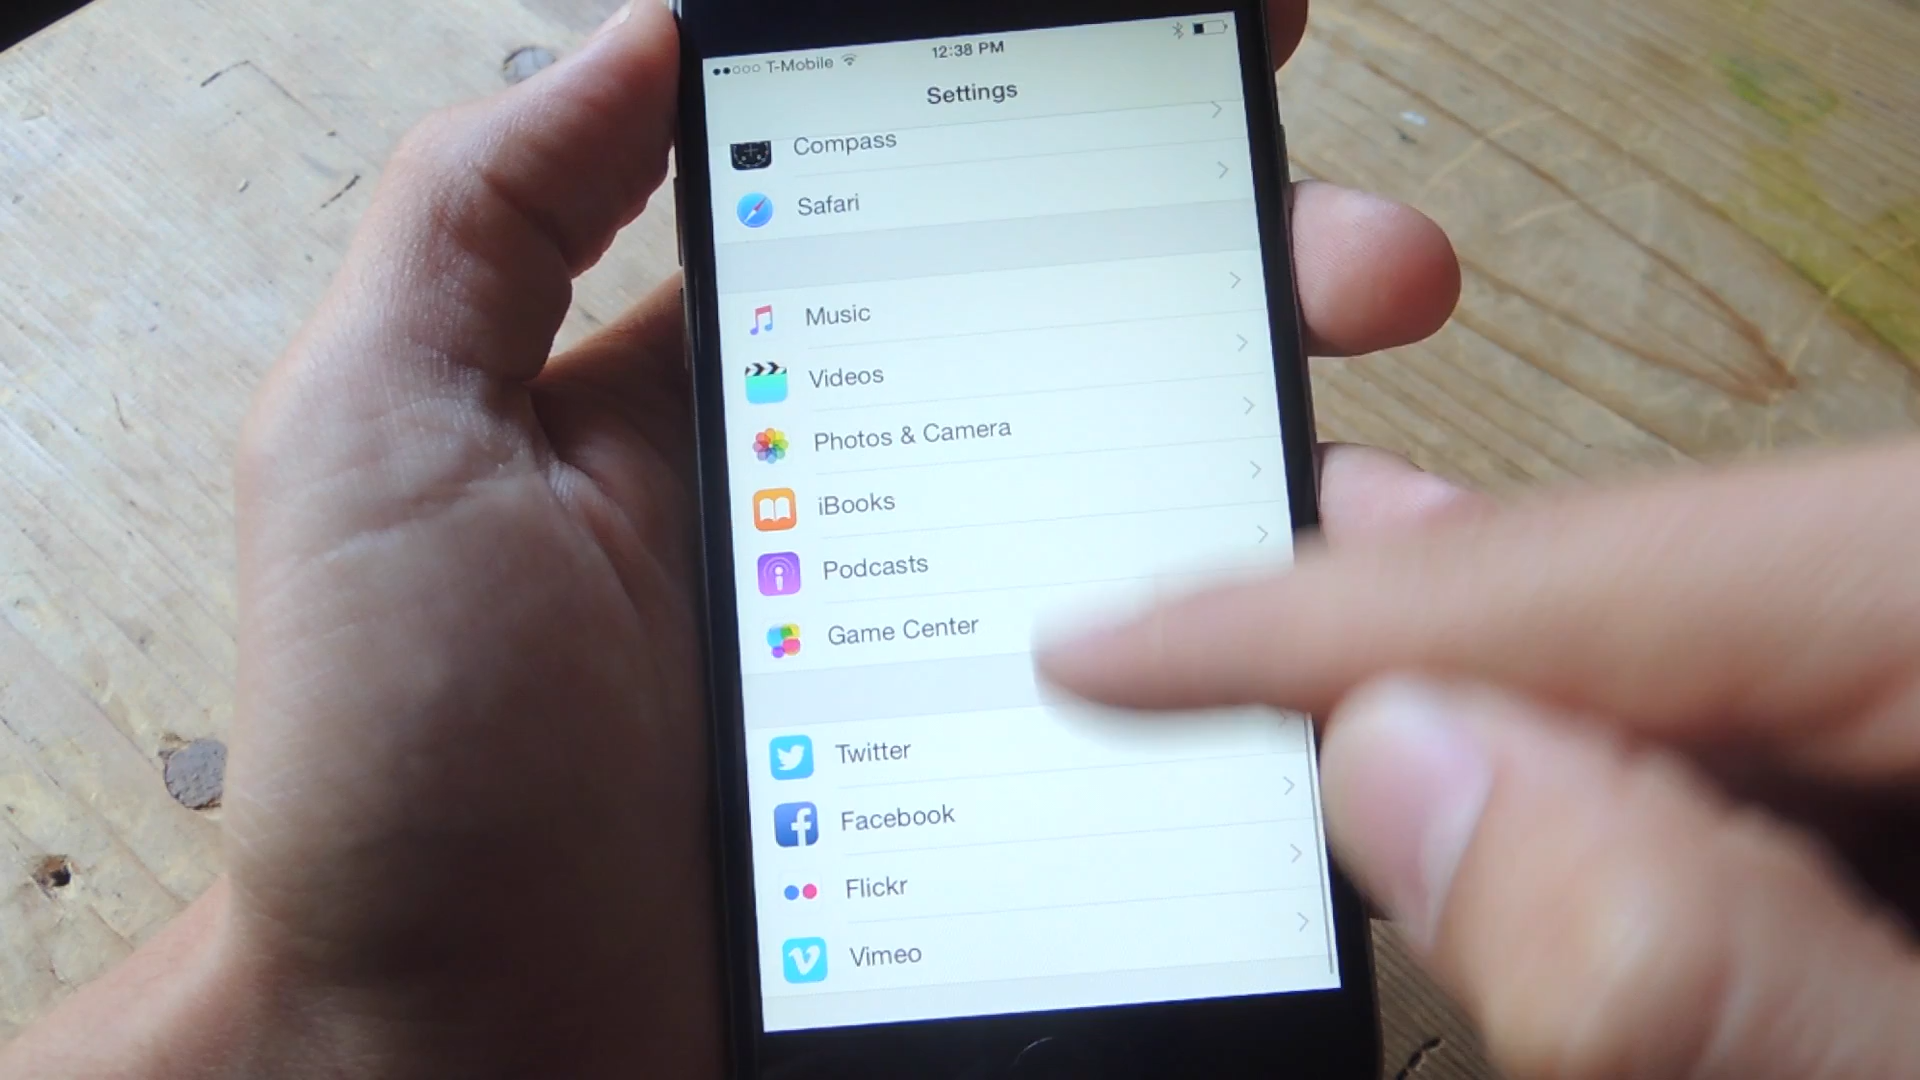 T-Mobile 12:38 PM
Settings
Compass
Safari
Music
Videos
Photos & Camera
iBooks
Podcasts
Game Center
Twitter
Facebook
Flickr
Vimeo